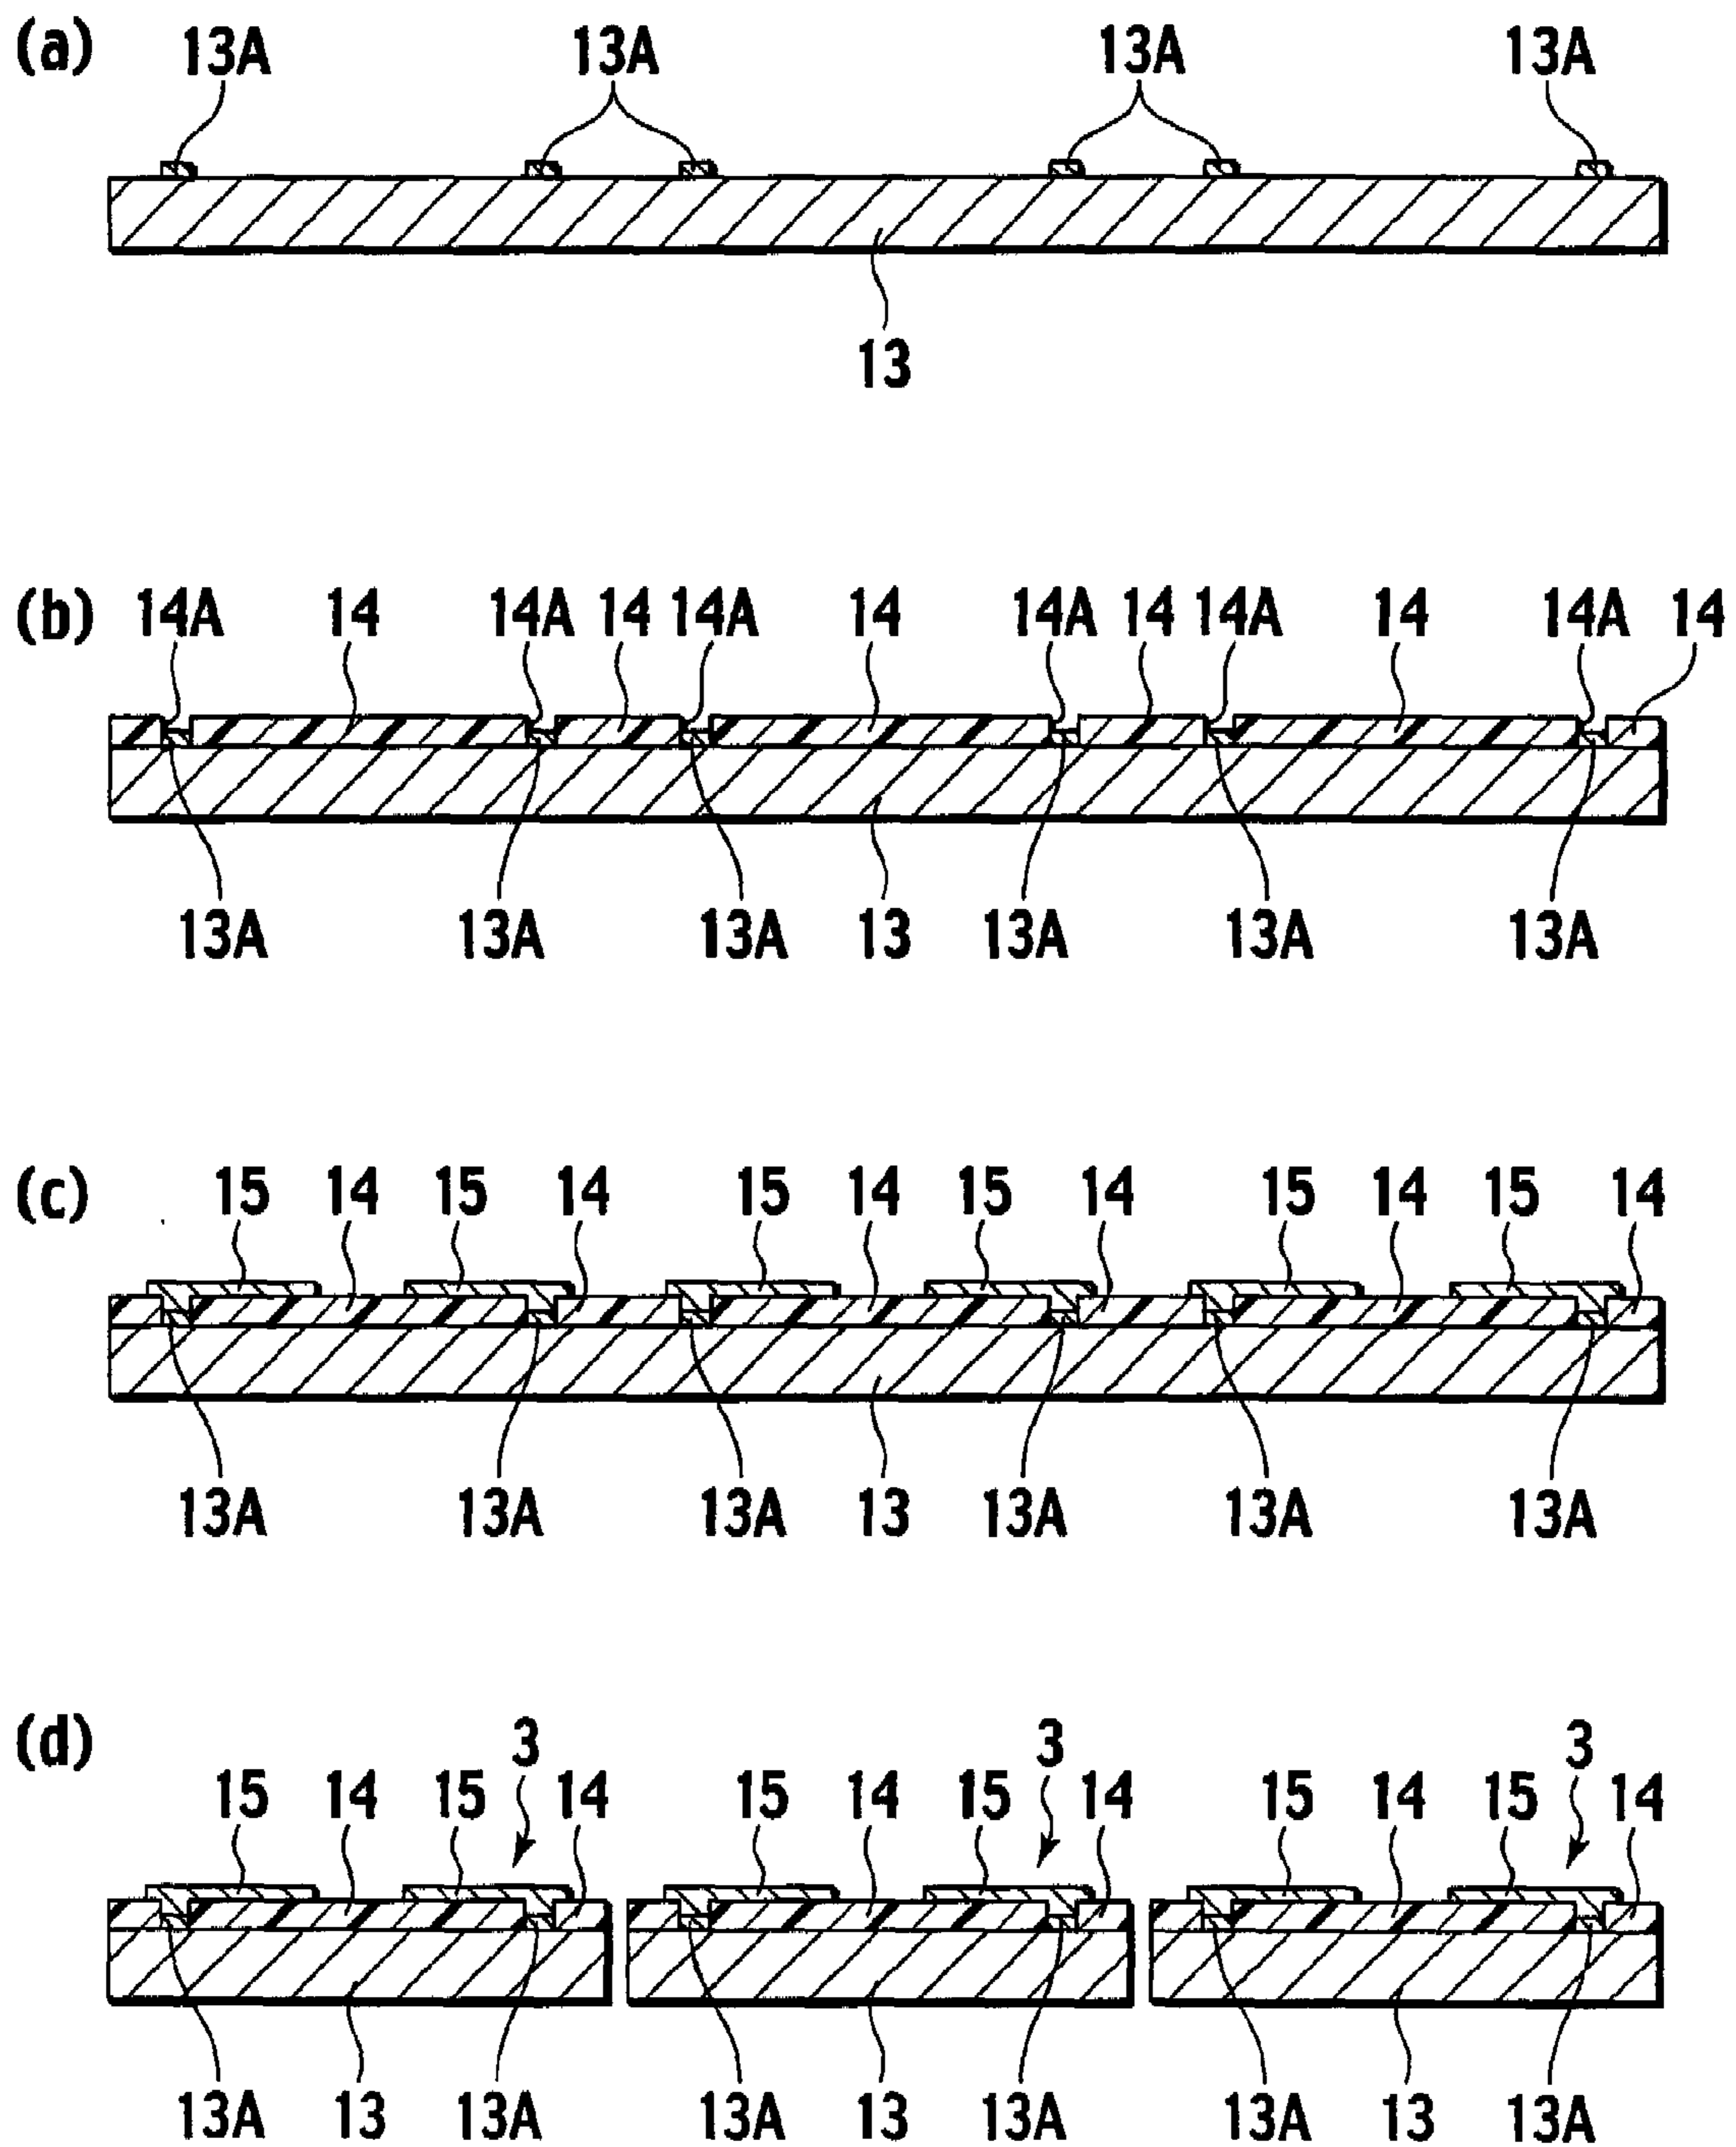 (a) 13A 13A 13A 13A
13
(b) 14A 14 14A 14 14A 14 14A 14 14A 14 14A 14
13A 13A 13A 13 13A 13A 13A
(c) 15 14 15 14 15 14 15 14 15 14 15 14
13A 13A 13A 13 13A 13A 13A
(d) 3 3 3
15 14 15 14 15 14 15 14 15 14 15 14
13A 13 13A 13A 13 13A 13A 13 13A